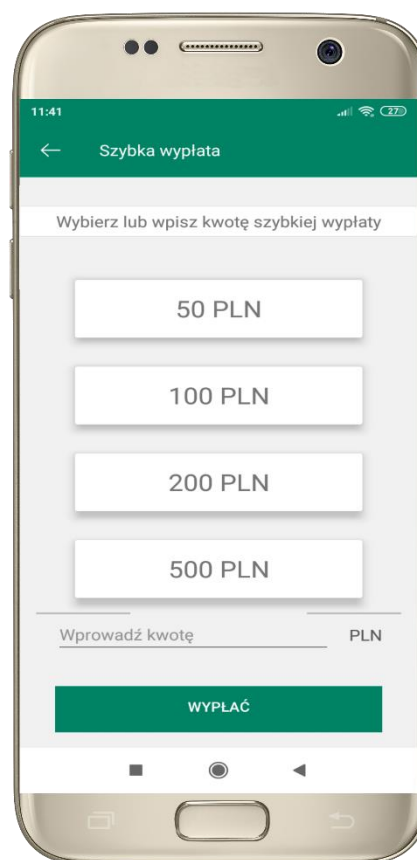 11:41
27
Szybka wypłata
Wybierz lub wpisz kwotę szybkiej wypłaty
50 PLN
100 PLN
200 PLN
500 PLN
Wprowadź kwotę PLN
WYPŁAĆ